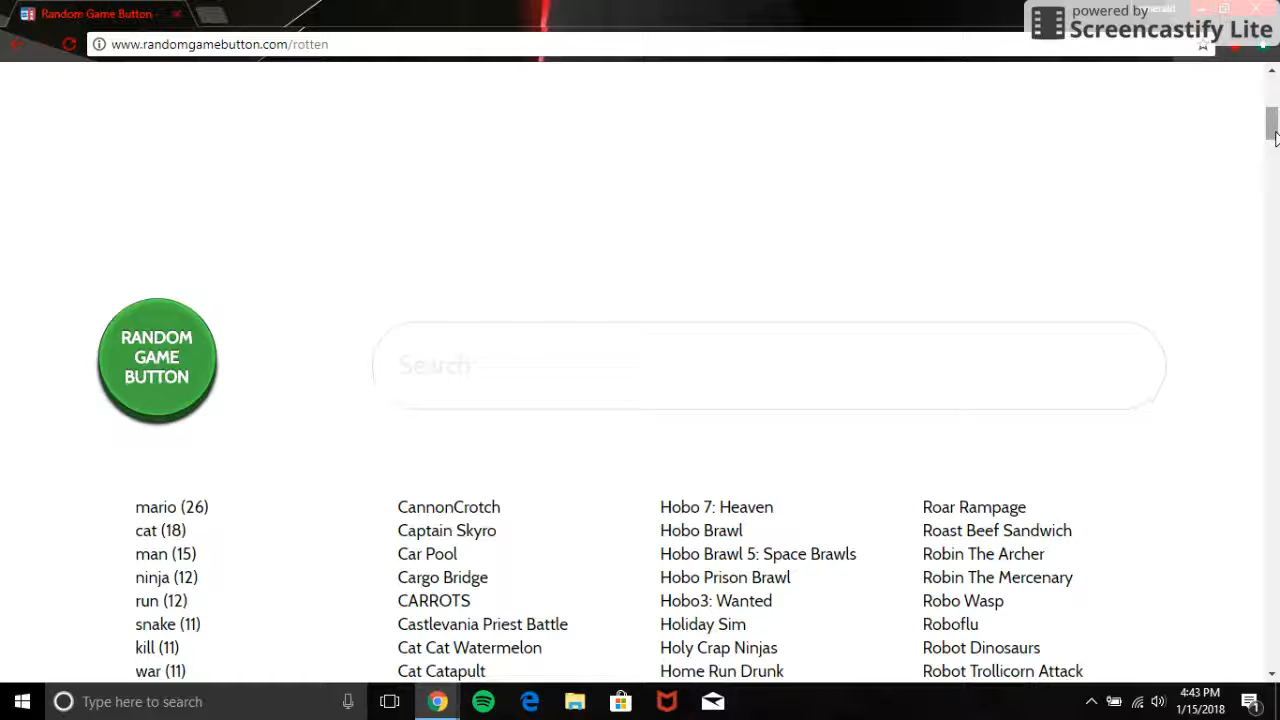 Random Game Button
emerald
powered by
Screencastify Lite
www.randomgamebutton.com/rotten
RANDOM
GAME
BUTTON
Search
mario (26)
cat (18)
man (15)
ninja (12)
run (12)
snake (11)
kill (11)
war (11)
CannonCrotch
Captain Skyro
Car Pool
Cargo Bridge
CARROTS
Castlevania Priest Battle
Cat Cat Watermelon
Cat Catapult
Hobo 7: Heaven
Hobo Brawl
Hobo Brawl 5: Space Brawls
Hobo Prison Brawl
Hobo3: Wanted
Holiday Sim
Holy Crap Ninjas
Home Run Drunk
Roar Rampage
Roast Beef Sandwich
Robin The Archer
Robin The Mercenary
Robo Wasp
Roboflu
Robot Dinosaurs
Robot Trollicorn Attack
Type here to search
4:43 PM
1/15/2018
1